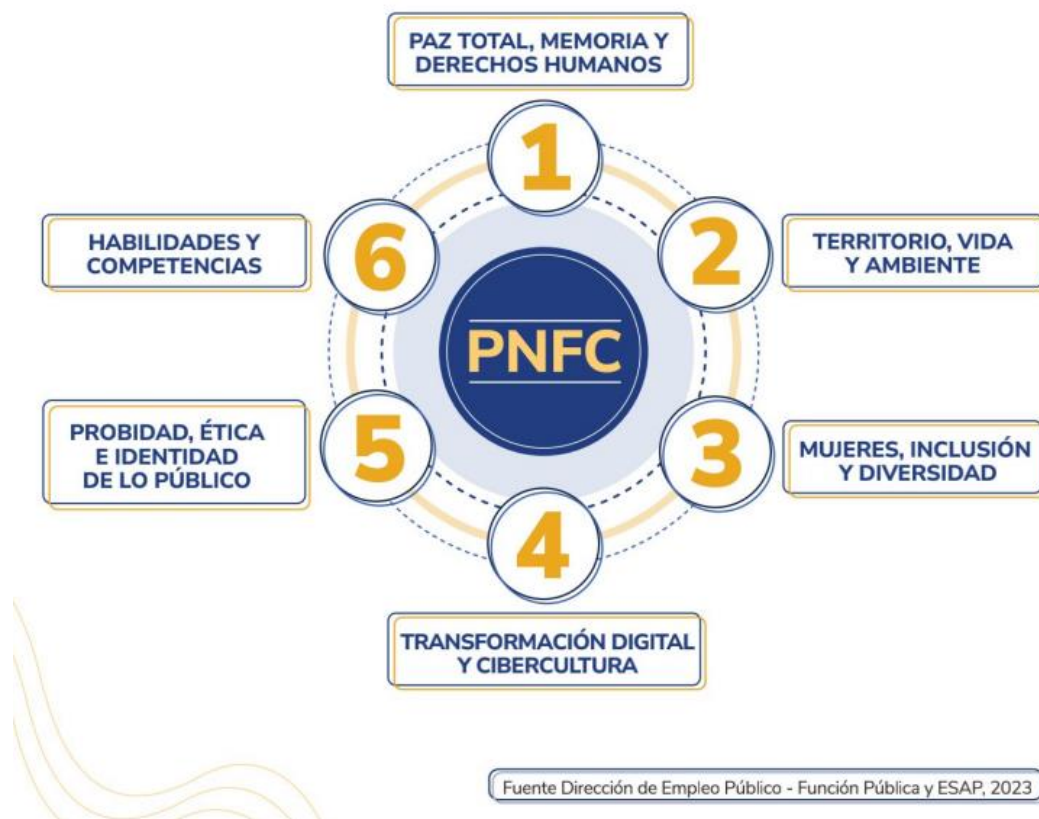 PAZ TOTAL, MEMORIA Y
DERECHOS HUMANOS
1
2
TERRITORIO, VIDA
Y AMBIENTE
3
MUJERES, INCLUSIÓN
Y DIVERSIDAD
4
TRANSFORMACIÓN DIGITAL
Y CIBERCULTURA
5
PROBIDAD, ÉTICA
E IDENTIDAD
DE LO PÚBLICO
6
HABILIDADES Y
COMPETENCIAS
PNFC
Fuente Dirección de Empleo Público - Función Pública y ESAP, 2023